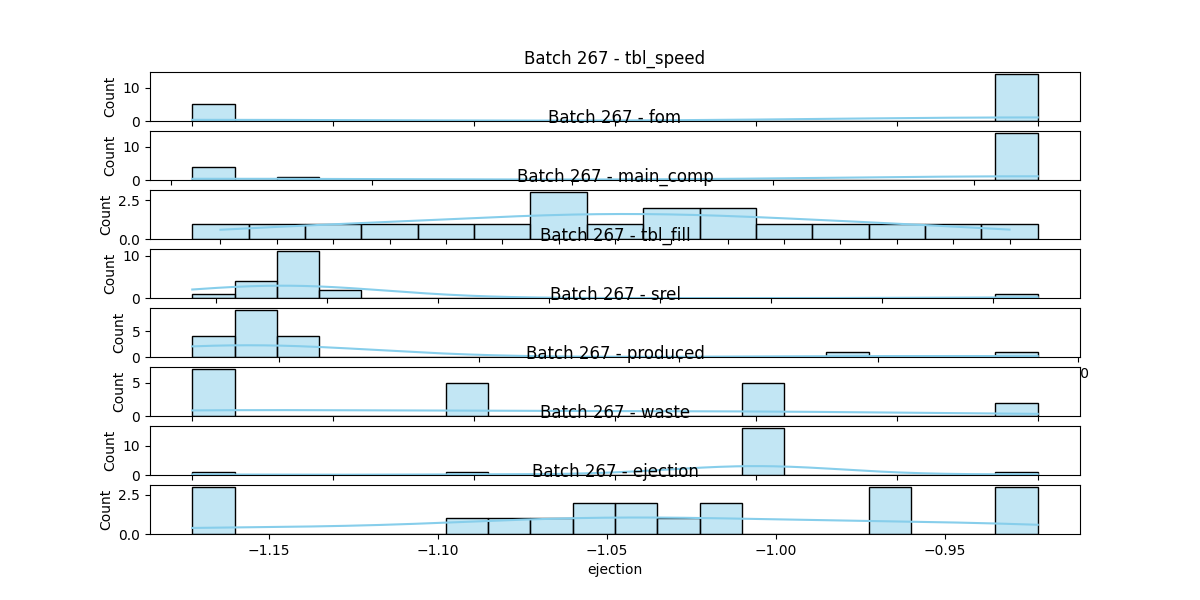 Batch 267 - tbl_speed
Count
10
0
Batch 267 - fom
Count
10
0
Batch 267 - main_comp
Count
2.5
0.0
Batch 267 - tbl_fill
Count
10
0
Batch 267 - srel
Count
5
0
0
Batch 267 - produced
Count
5
0
Batch 267 - waste
Count
10
0
Batch 267 - ejection
Count
2.5
0.0
−1.15 −1.10 −1.05 −1.00 −0.95
ejection